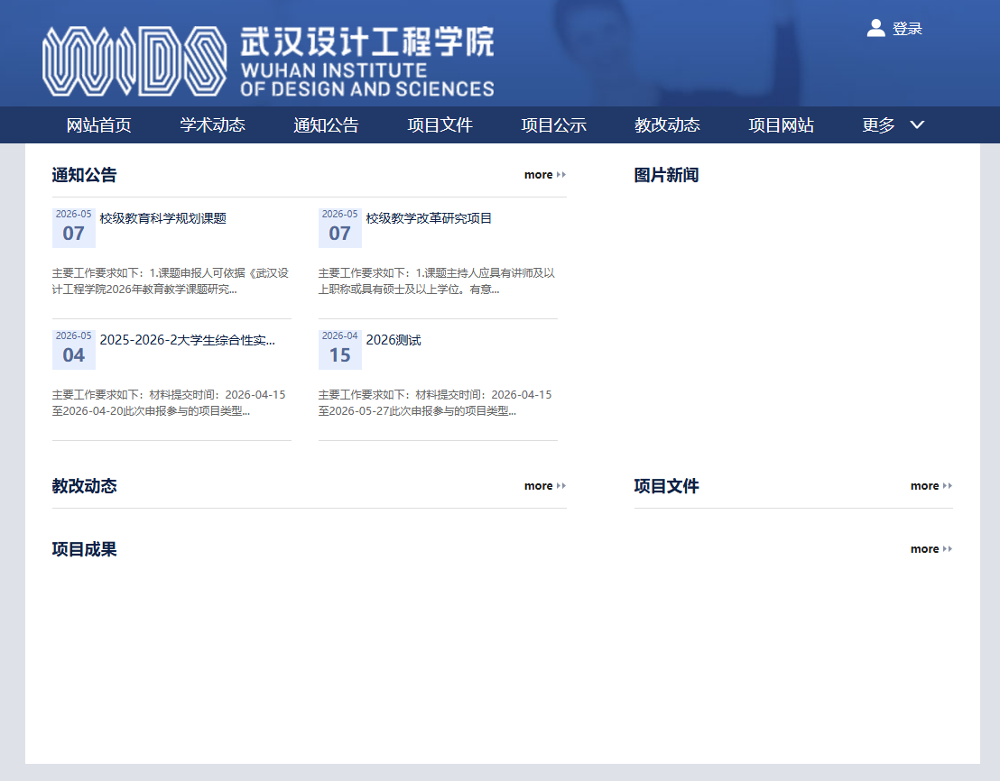 WIDS
武汉设计工程学院
WUHAN INSTITUTE
OF DESIGN AND SCIENCES
登录
网站首页 学术动态 通知公告 项目文件 项目公示 教改动态 项目网站 更多
通知公告 more
2026-05
07
校级教育科学规划课题
主要工作要求如下：1.课题申报人可依据《武汉设
计工程学院2026年教育教学课题研究...
2026-05
07
校级教学改革研究项目
主要工作要求如下：1.课题主持人应具有讲师及以
上职称或具有硕士及以上学位。有意...
2026-05
04
2025-2026-2大学生综合性实...
主要工作要求如下：材料提交时间：2026-04-15
至2026-04-20此次申报参与的项目类型...
2026-04
15
2026测试
主要工作要求如下：材料提交时间：2026-04-15
至2026-05-27此次申报参与的项目类型...
图片新闻
教改动态 more
项目文件 more
项目成果 more